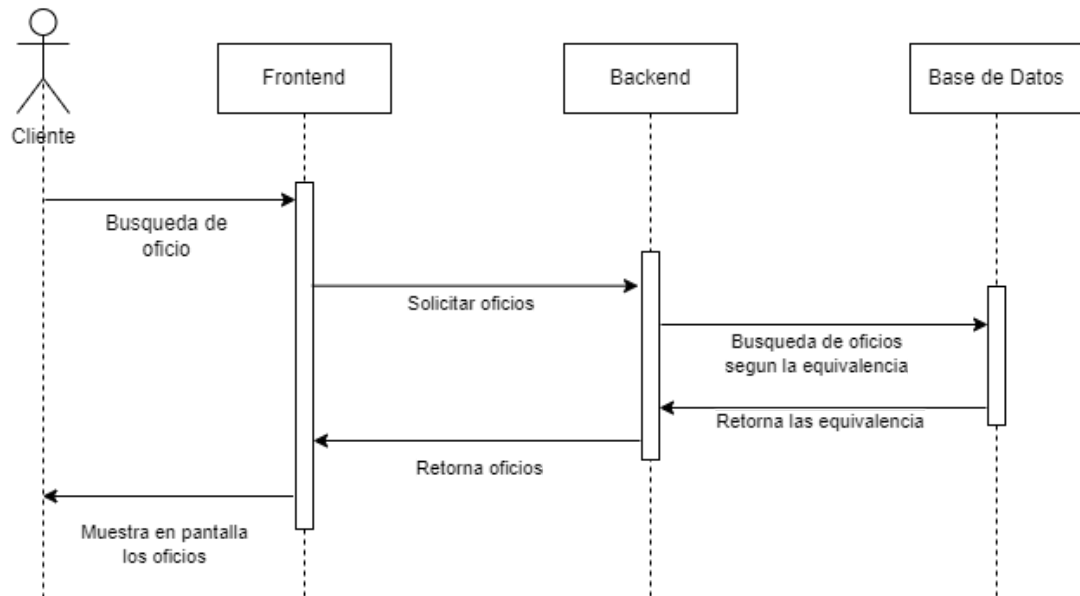 Frontend
Backend
Base de Datos
Cliente
Busqueda de
oficio
Solicitar oficios
Busqueda de oficios
segun la equivalencia
Retorna las equivalencia
Retorna oficios
Muestra en pantalla
los oficios